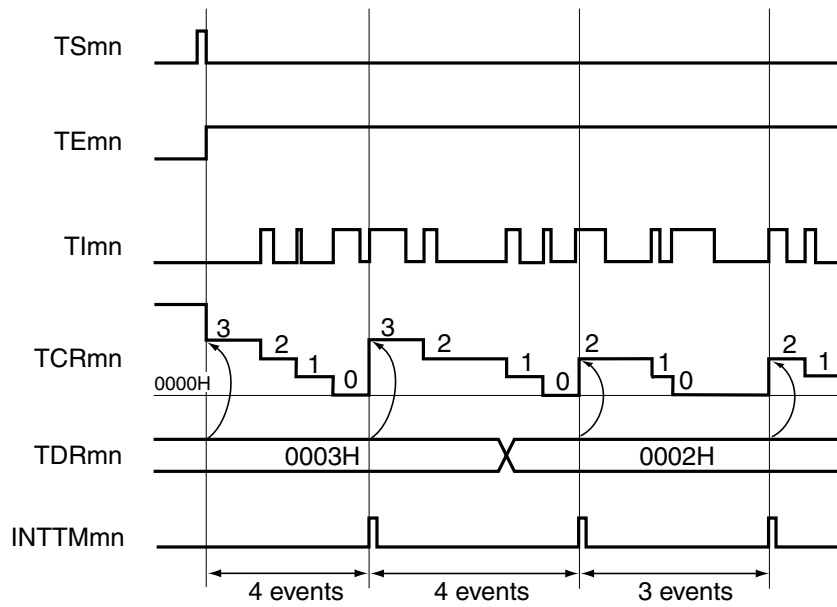 TSmn
TEmn
TImn
TCRmn
3 2 1 0 3 2 1 0 2 1 0 2 1
0000H
TDRmn
0003H 0002H
INTTMmn
4 events 4 events 3 events